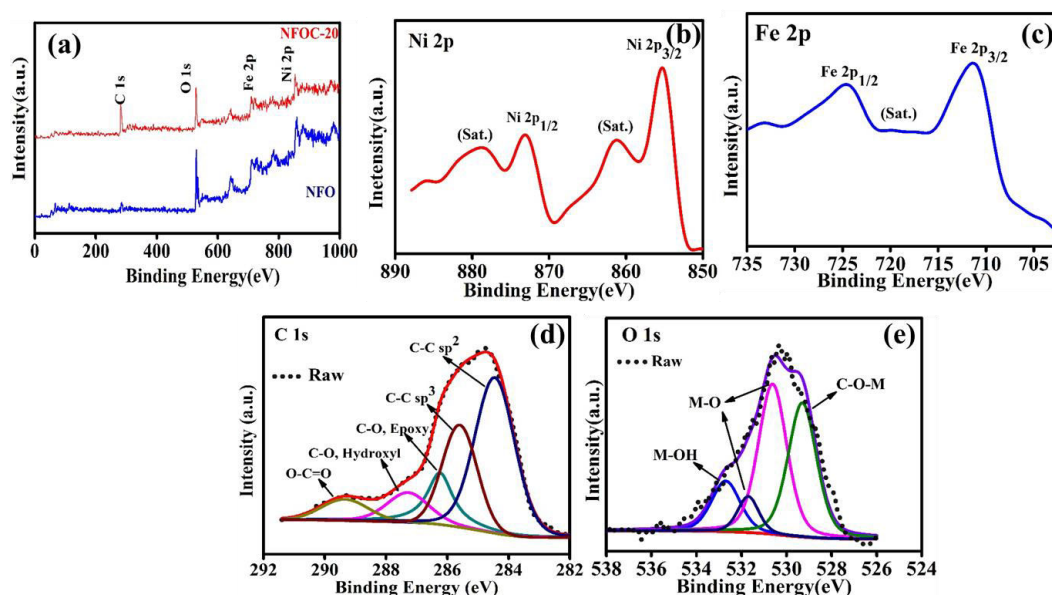 (a)
NFOC-20
C 1s
O 1s
Fe 2p
Ni 2p
NFO
Intensity(a.u.)
0 200 400 600 800 1000
Binding Energy(eV)
(b)
Ni 2p
Ni 2p3/2
Ni 2p1/2
(Sat.)
(Sat.)
Inetensity(a.u.)
890 880 870 860 850
Binding Energy(eV)
(c)
Fe 2p
Fe 2p3/2
Fe 2p1/2
(Sat.)
Intensity(a.u.)
735 730 725 720 715 710 705
Binding Energy(eV)
(d)
C 1s
C-C sp2
Raw
C-C sp3
C-O, Epoxy
C-O, Hydroxyl
O-C=O
Intensity (a.u.)
292 290 288 286 284 282
Binding Energy (eV)
(e)
O 1s
Raw
C-O-M
M-O
M-OH
Intensity (a.u.)
538 536 534 532 530 528 526 524
Binding Energy(eV)